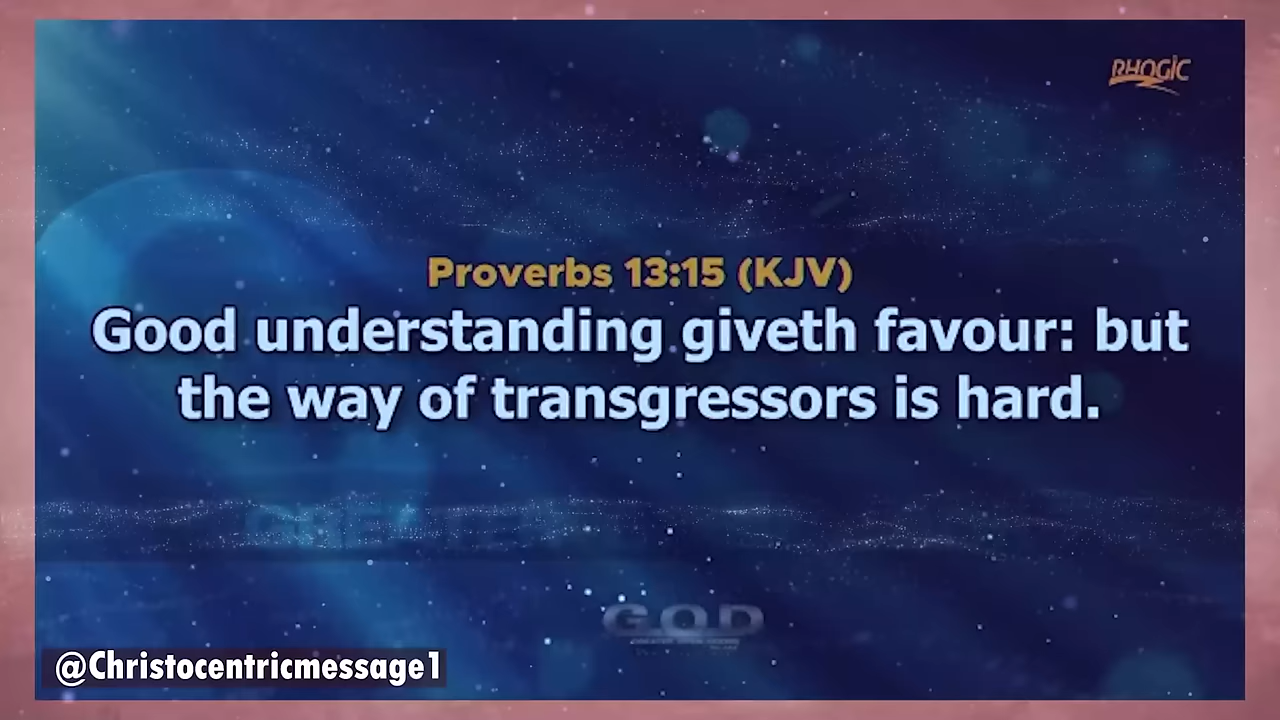 RHOGIC
Proverbs 13:15 (KJV)
Good understanding giveth favour: but
the way of transgressors is hard.
G.O.D
@Christocentricmessage1